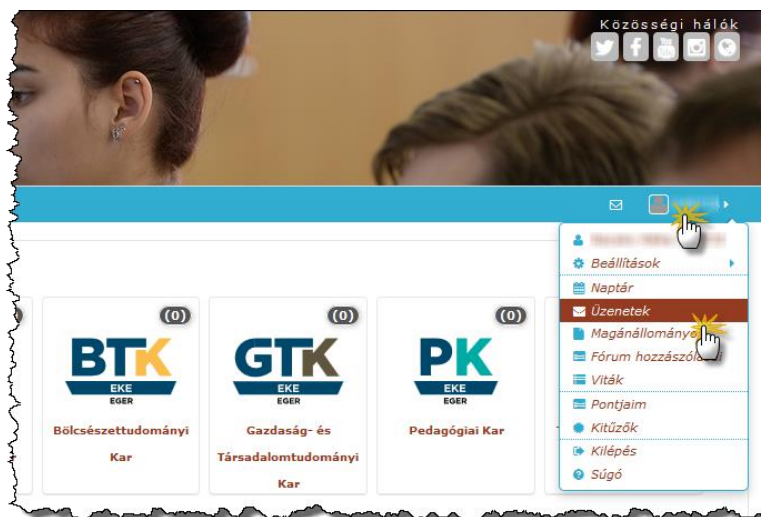 Közösségi hálók
(0)
(0)
(0)
BTK
EKE
EGER
Bölcsészettudományi
Kar
GTK
EKE
EGER
Gazdaság- és
Társadalomtudományi
Kar
PK
EKE
EGER
Pedagógiai Kar
Beállítások
Naptár
Üzenetek
Fórum
Viták
Pontjaim
Kitűzők
Kilépés
Súgó